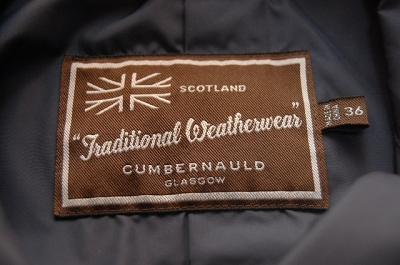 SCOTLAND
"Traditional Weatherwear"
CUMBERNAULD
GLASGOW
36